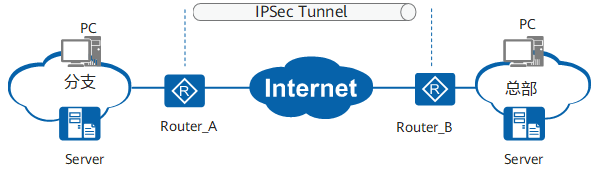 IPSec Tunnel
PC
PC
分支
R
Internet
R
总部
Router_A
Router_B
Server
Server